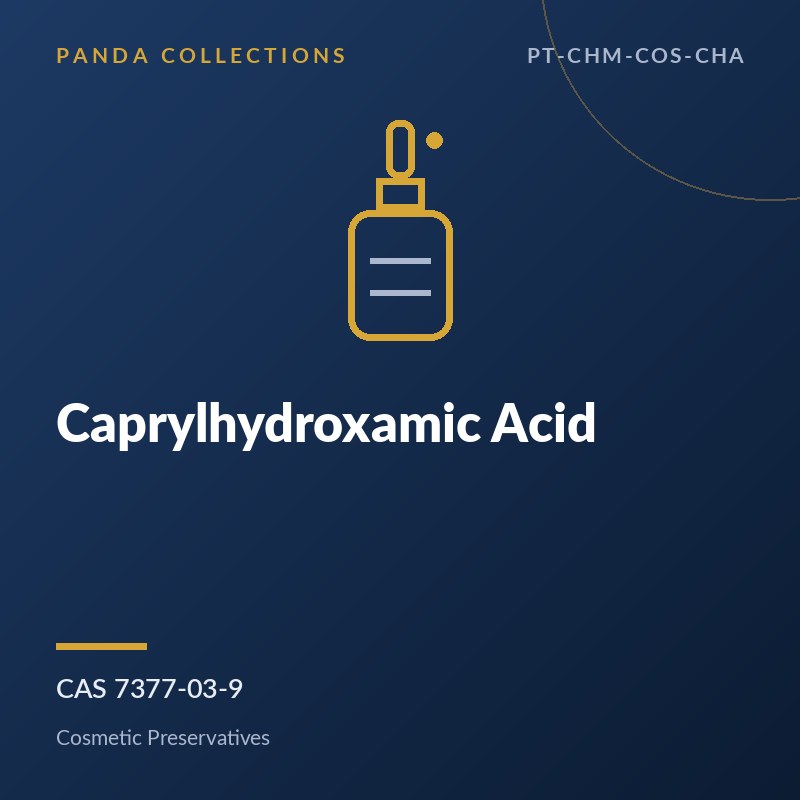 PANDA COLLECTIONS
PT-CHM-COS-CHA
Caprylhydroxamic Acid
CAS 7377-03-9
Cosmetic Preservatives